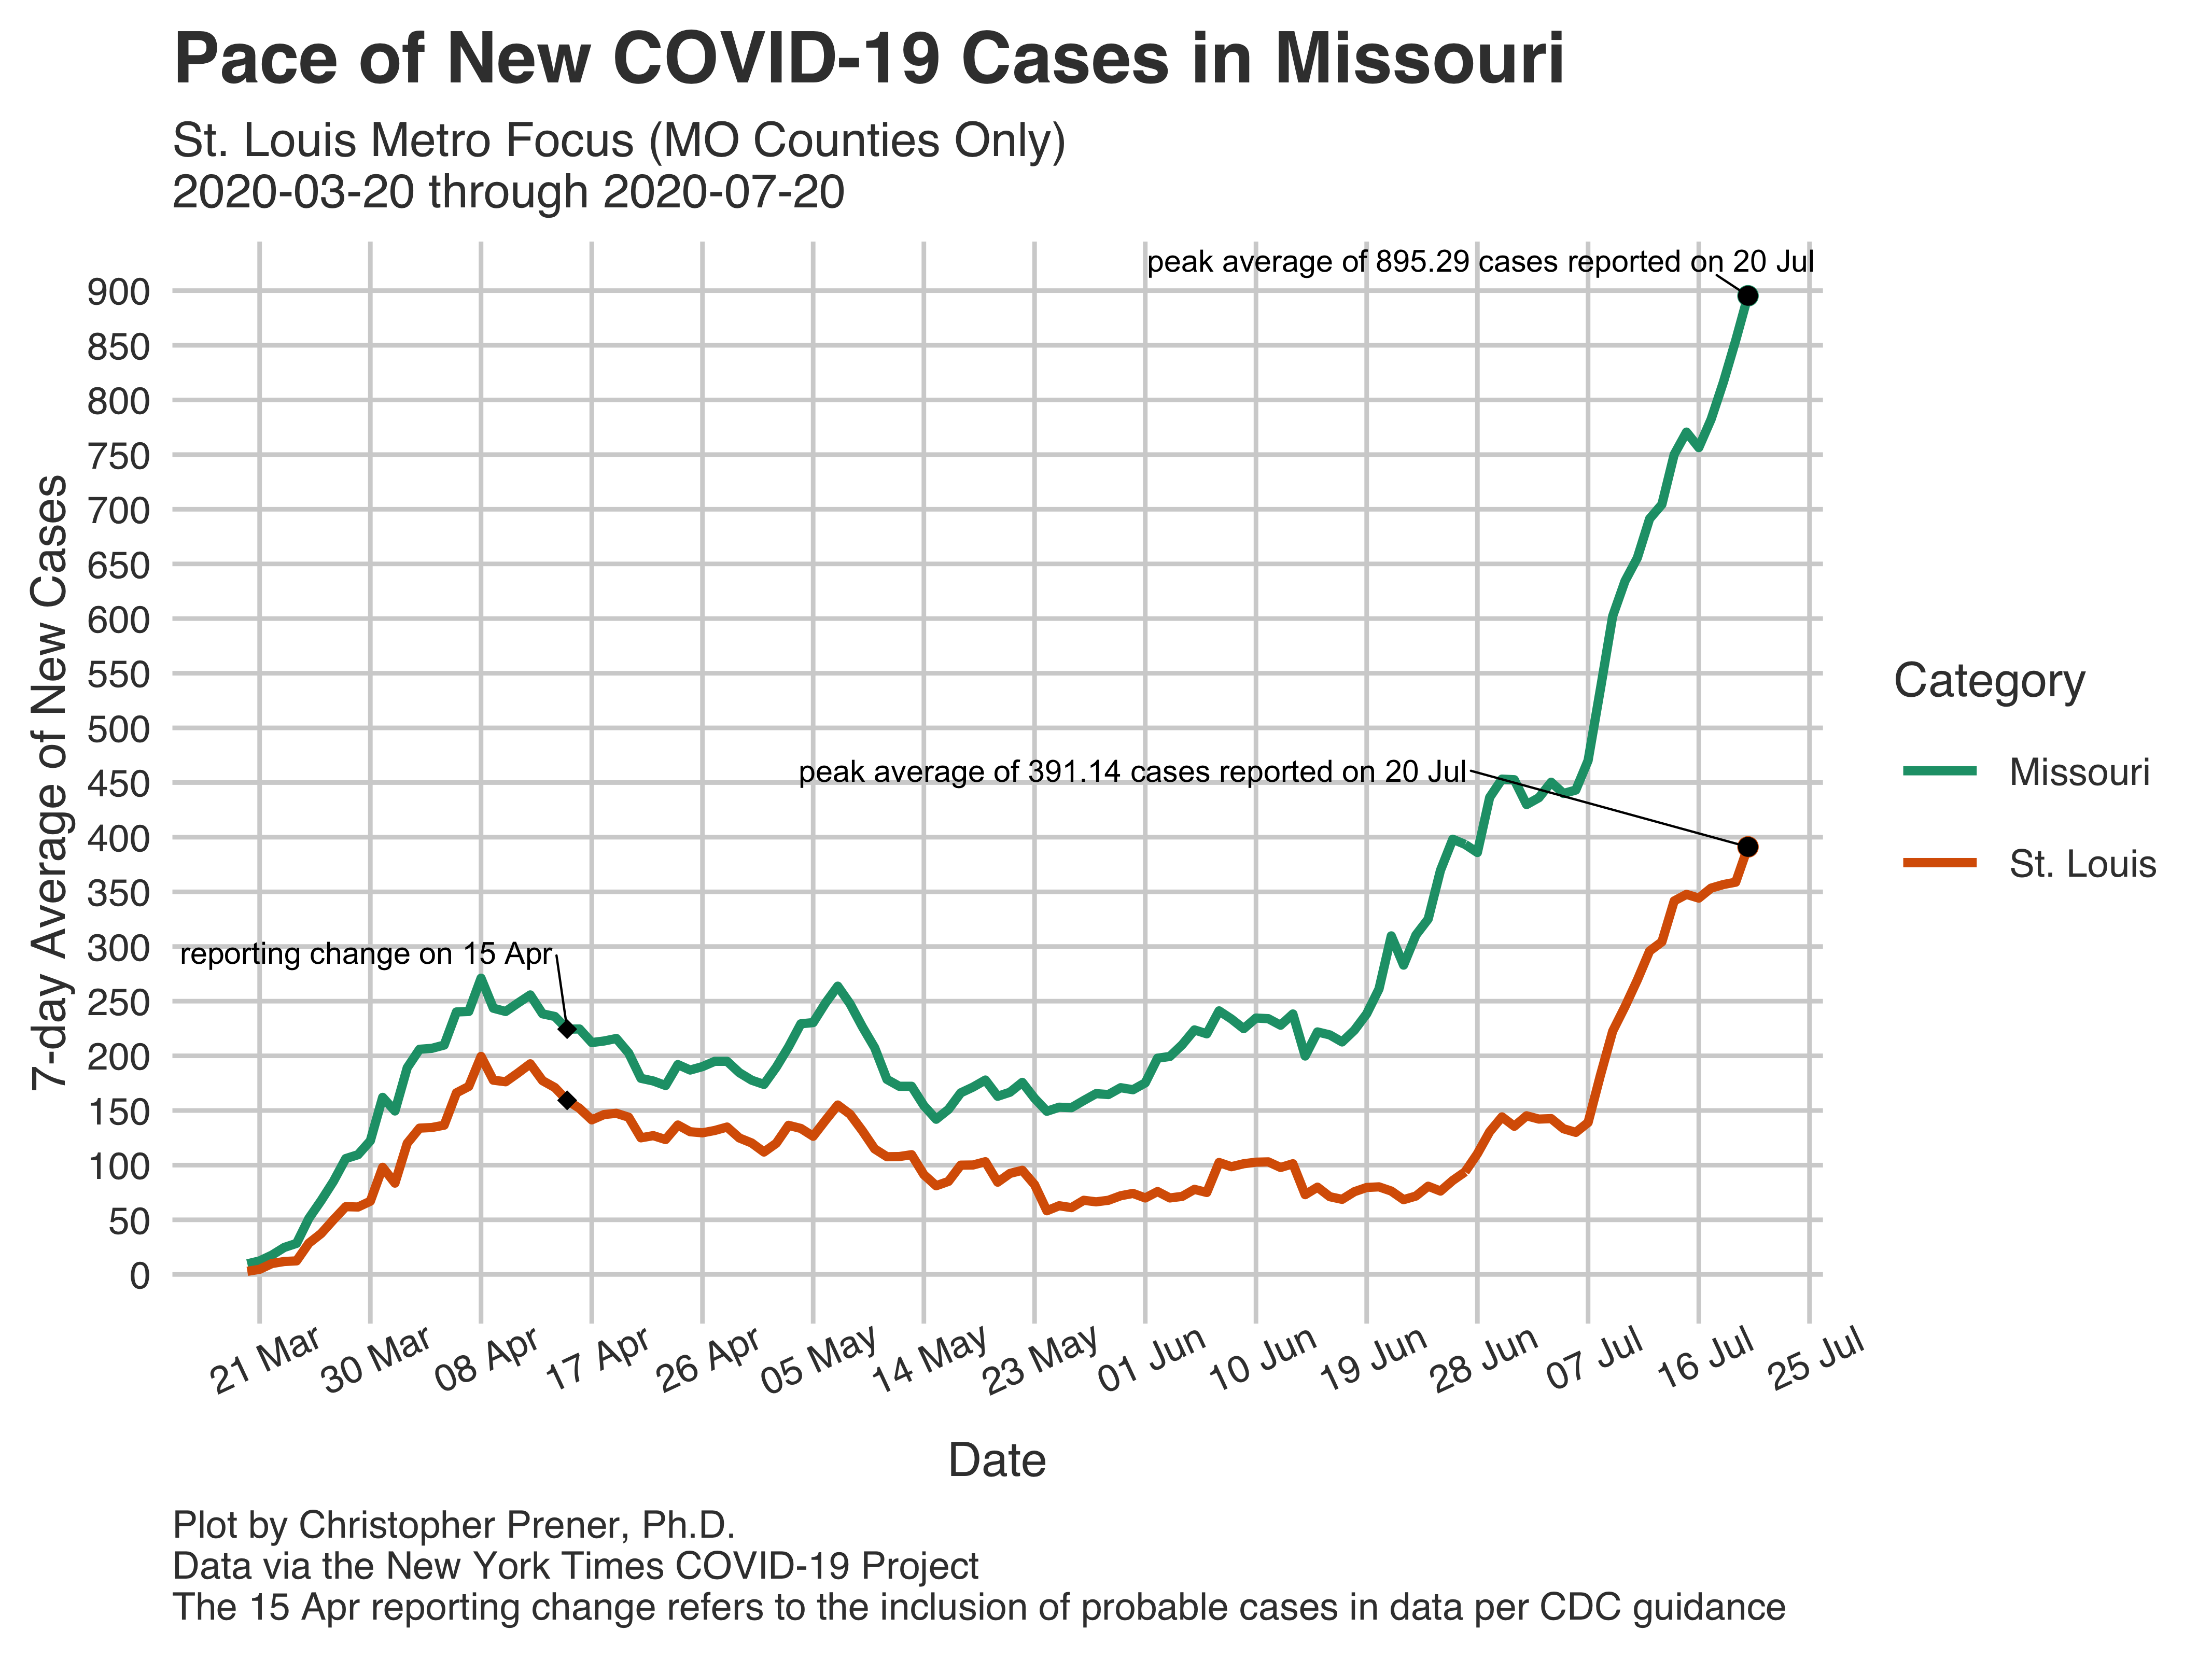 Pace of New COVID-19 Cases in Missouri
St. Louis Metro Focus (MO Counties Only)
2020-03-20 through 2020-07-20
peak average of 895.29 cases reported on 20 Jul
900
850
800
750
700
650
600
550
500
450
400
350
300
250
200
150
100
50
0
7-day Average of New Cases
peak average of 391.14 cases reported on 20 Jul
reporting change on 15 Apr
Category
Missouri
St. Louis
21 Mar
30 Mar
08 Apr
17 Apr
26 Apr
05 May
14 May
23 May
01 Jun
10 Jun
19 Jun
28 Jun
07 Jul
16 Jul
25 Jul
Date
Plot by Christopher Prener, Ph.D.
Data via the New York Times COVID-19 Project
The 15 Apr reporting change refers to the inclusion of probable cases in data per CDC guidance